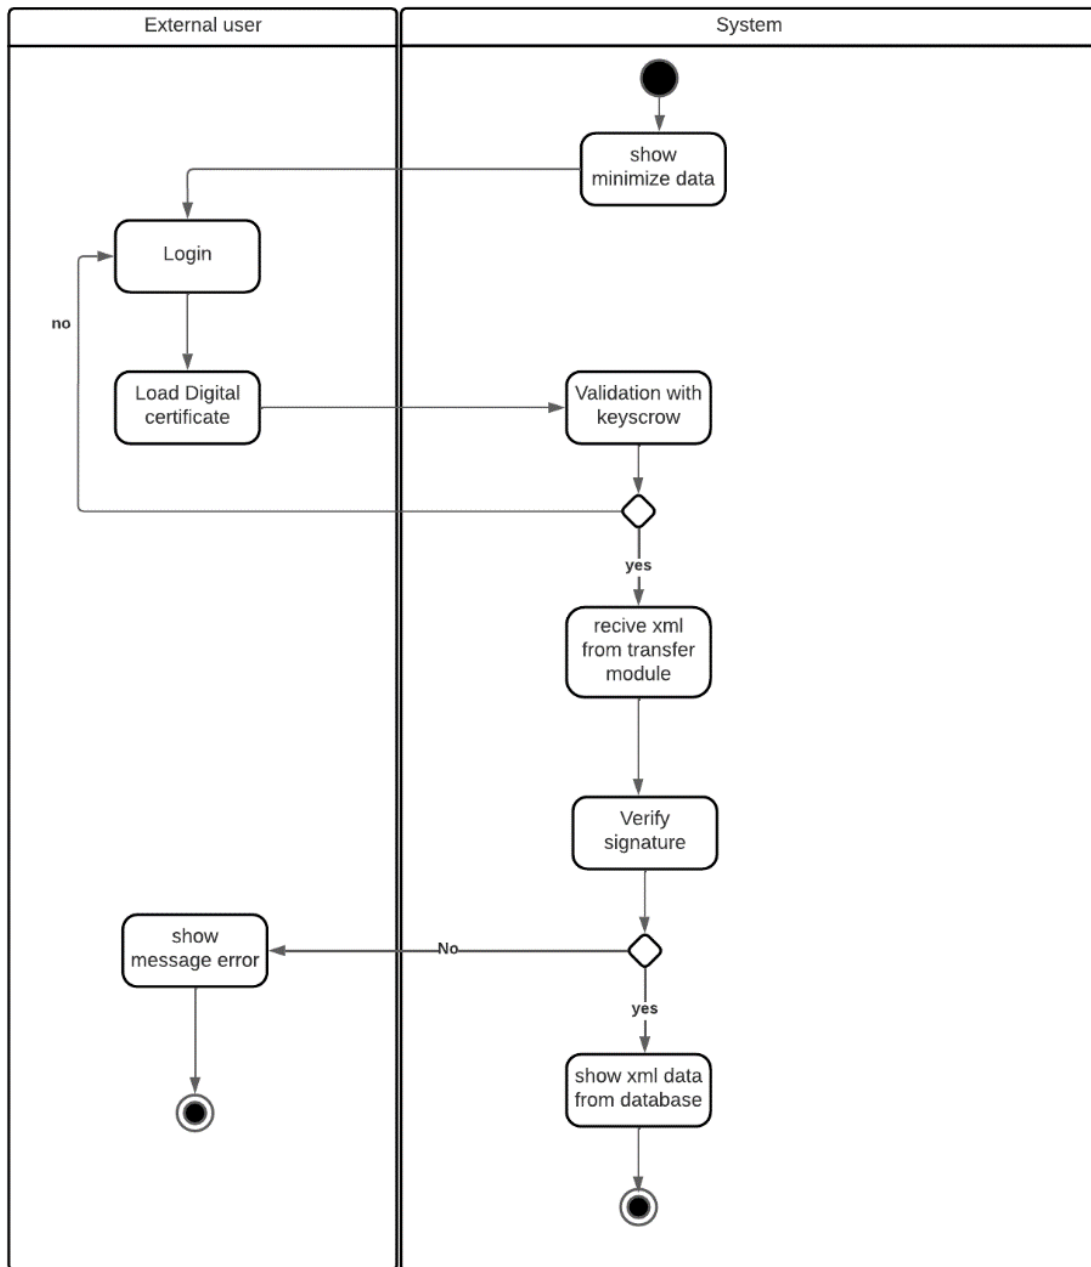 External user
System
show
minimize data
Login
no
Load Digital
certificate
Validation with
keyscrow
yes
recive xml
from transfer
module
Verify
signature
show
message error
No
yes
show xml data
from database